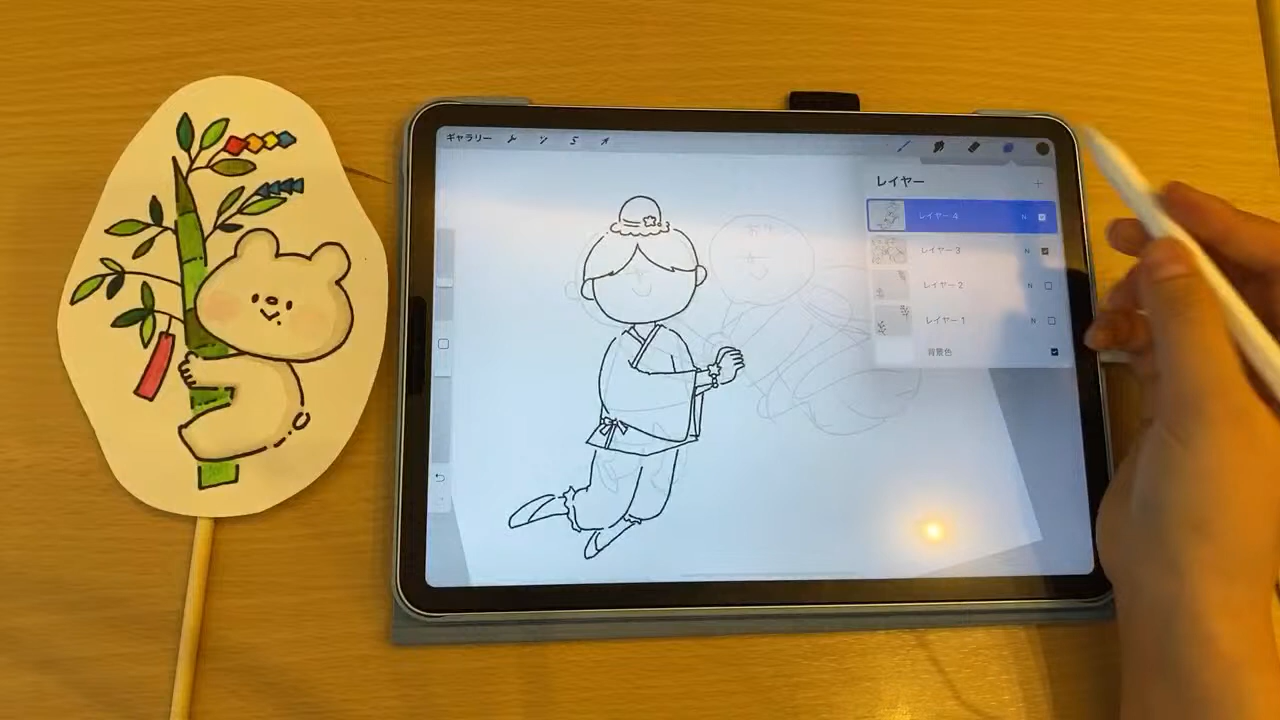 ギャラリー
レイヤー
レイヤー 4 N
レイヤー 3 N
レイヤー 2 N
レイヤー 1 N
背景色